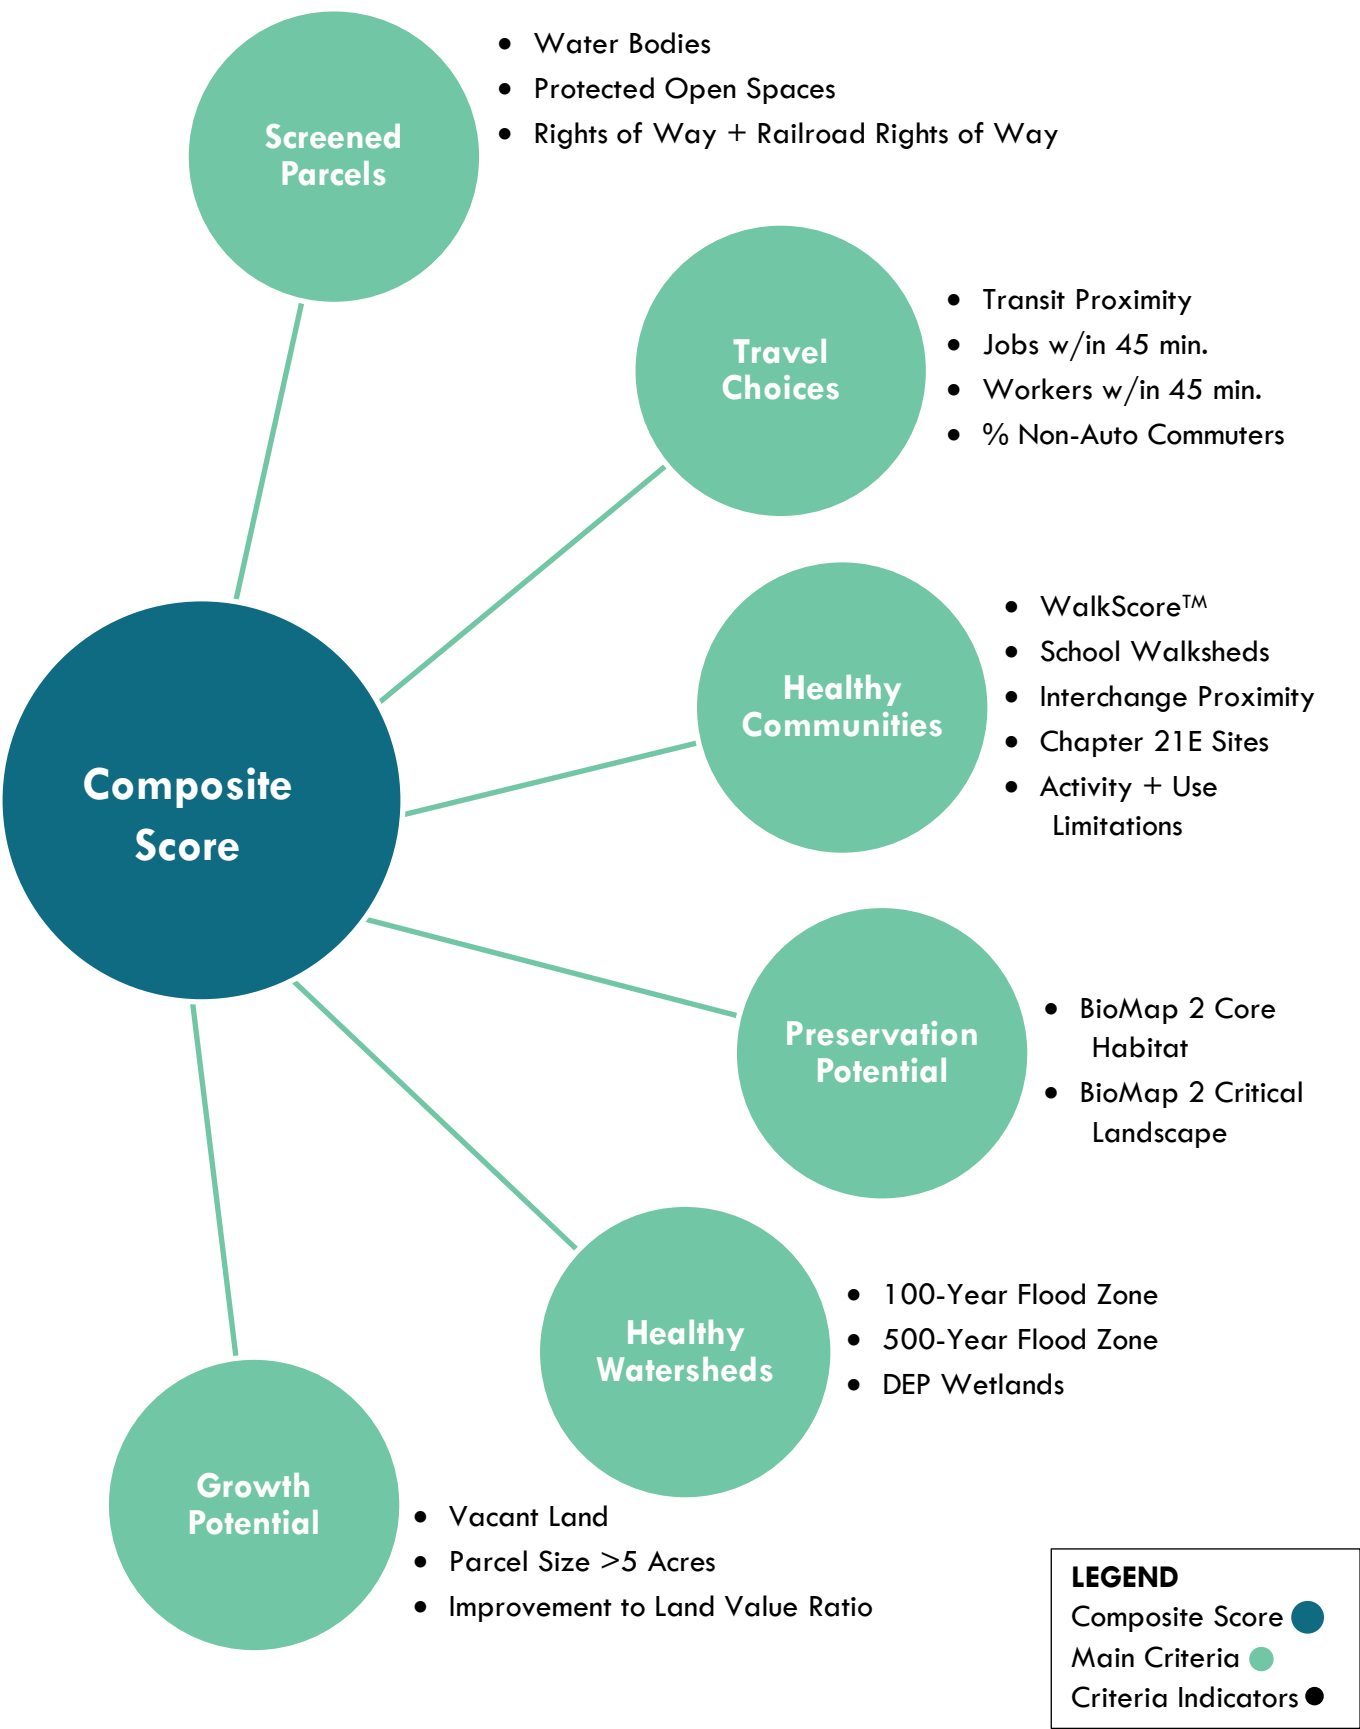 Screened
Parcels
• Water Bodies
• Protected Open Spaces
• Rights of Way + Railroad Rights of Way
Travel
Choices
• Transit Proximity
• Jobs w/in 45 min.
• Workers w/in 45 min.
• % Non-Auto Commuters
Healthy
Communities
• WalkScore™
• School Walksheds
• Interchange Proximity
• Chapter 21E Sites
• Activity + Use
Limitations
Composite
Score
Preservation
Potential
• BioMap 2 Core
Habitat
• BioMap 2 Critical
Landscape
Healthy
Watersheds
• 100-Year Flood Zone
• 500-Year Flood Zone
• DEP Wetlands
Growth
Potential
• Vacant Land
• Parcel Size >5 Acres
• Improvement to Land Value Ratio
LEGEND
Composite Score
Main Criteria
Criteria Indicators